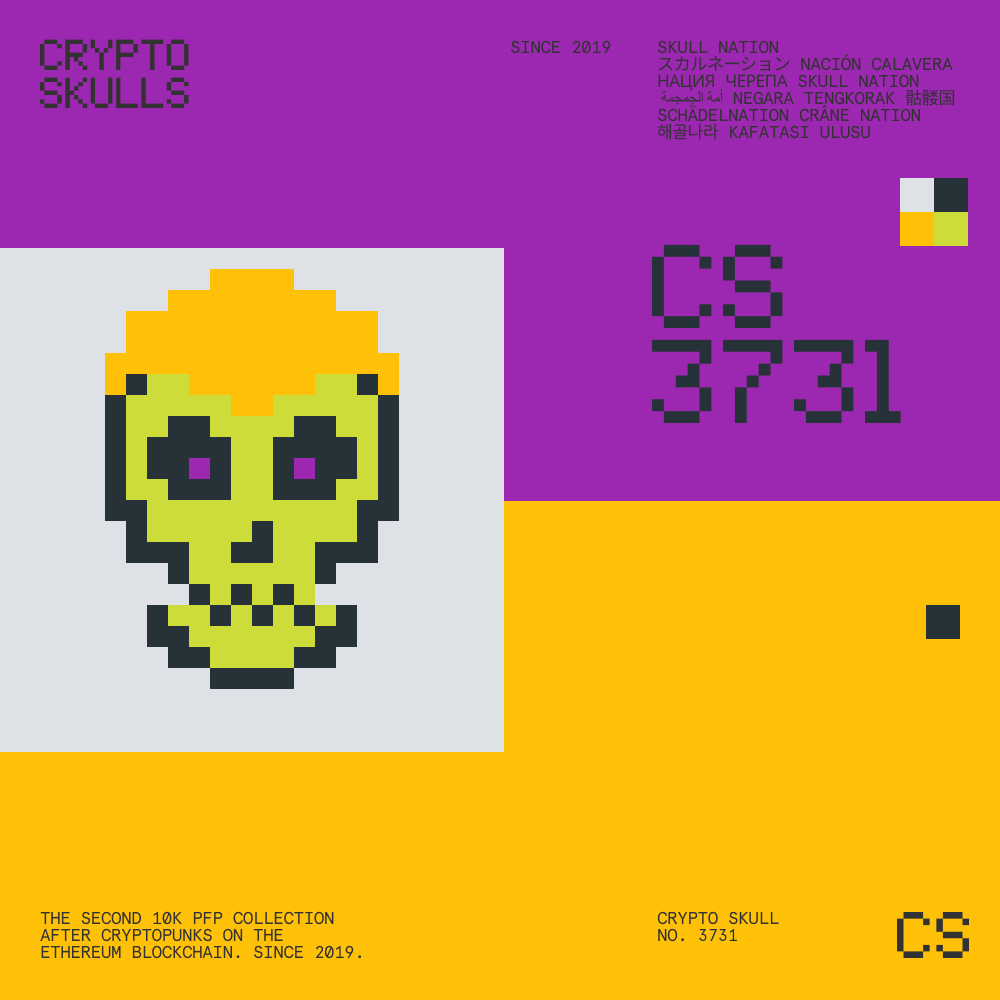 CRYPTO
SKULLS
SINCE 2019
SKULL NATION
スカルネーション NACIÓN CALAVERA
НАЦИЯ ЧЕРЕПА SKULL NATION
أمة الجمجمة NEGARA TENGKORAK 骷髅国
SCHÄDELNATION CRÂNE NATION
해골나라 KAFATASI ULUSU
CS
3731
THE SECOND 10K PFP COLLECTION
AFTER CRYPTOPUNKS ON THE
ETHEREUM BLOCKCHAIN. SINCE 2019.
CRYPTO SKULL
NO. 3731
CS